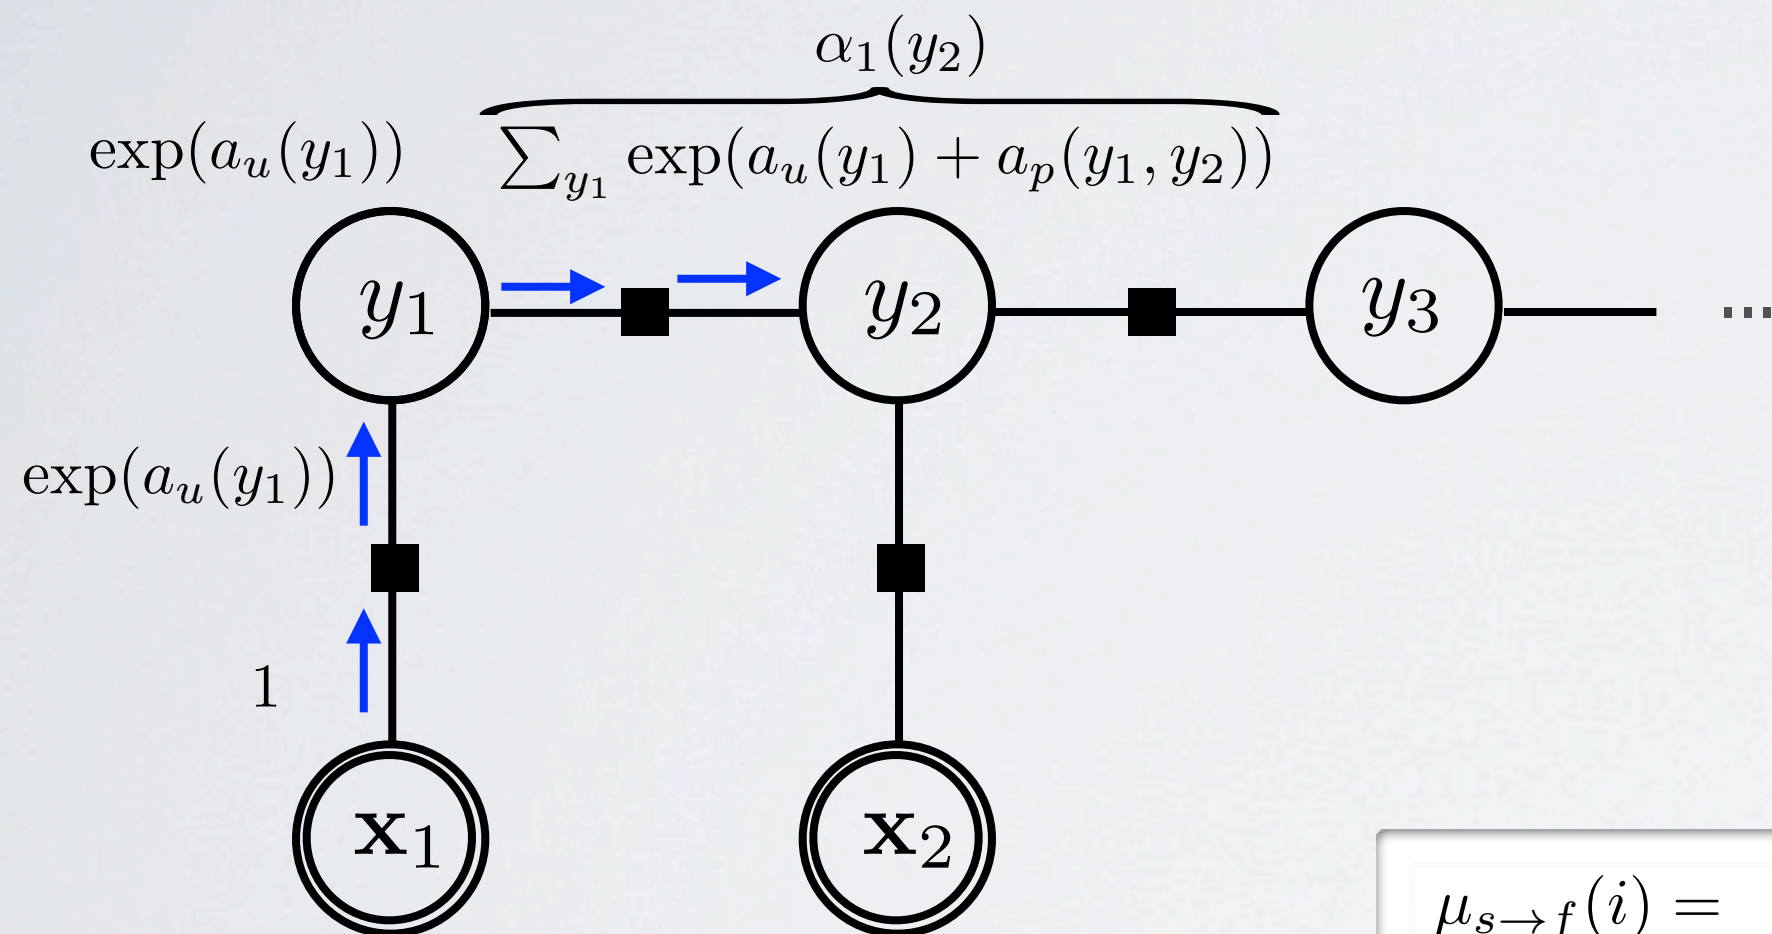 α₁(y₂)
exp(aᵤ(y₁)) ∑_{y₁} exp(aᵤ(y₁) + aₚ(y₁, y₂))
y₁ y₂ y₃ ....
exp(aᵤ(y₁))
1
𝐱₁ 𝐱₂
μ_{s→f}(i) =